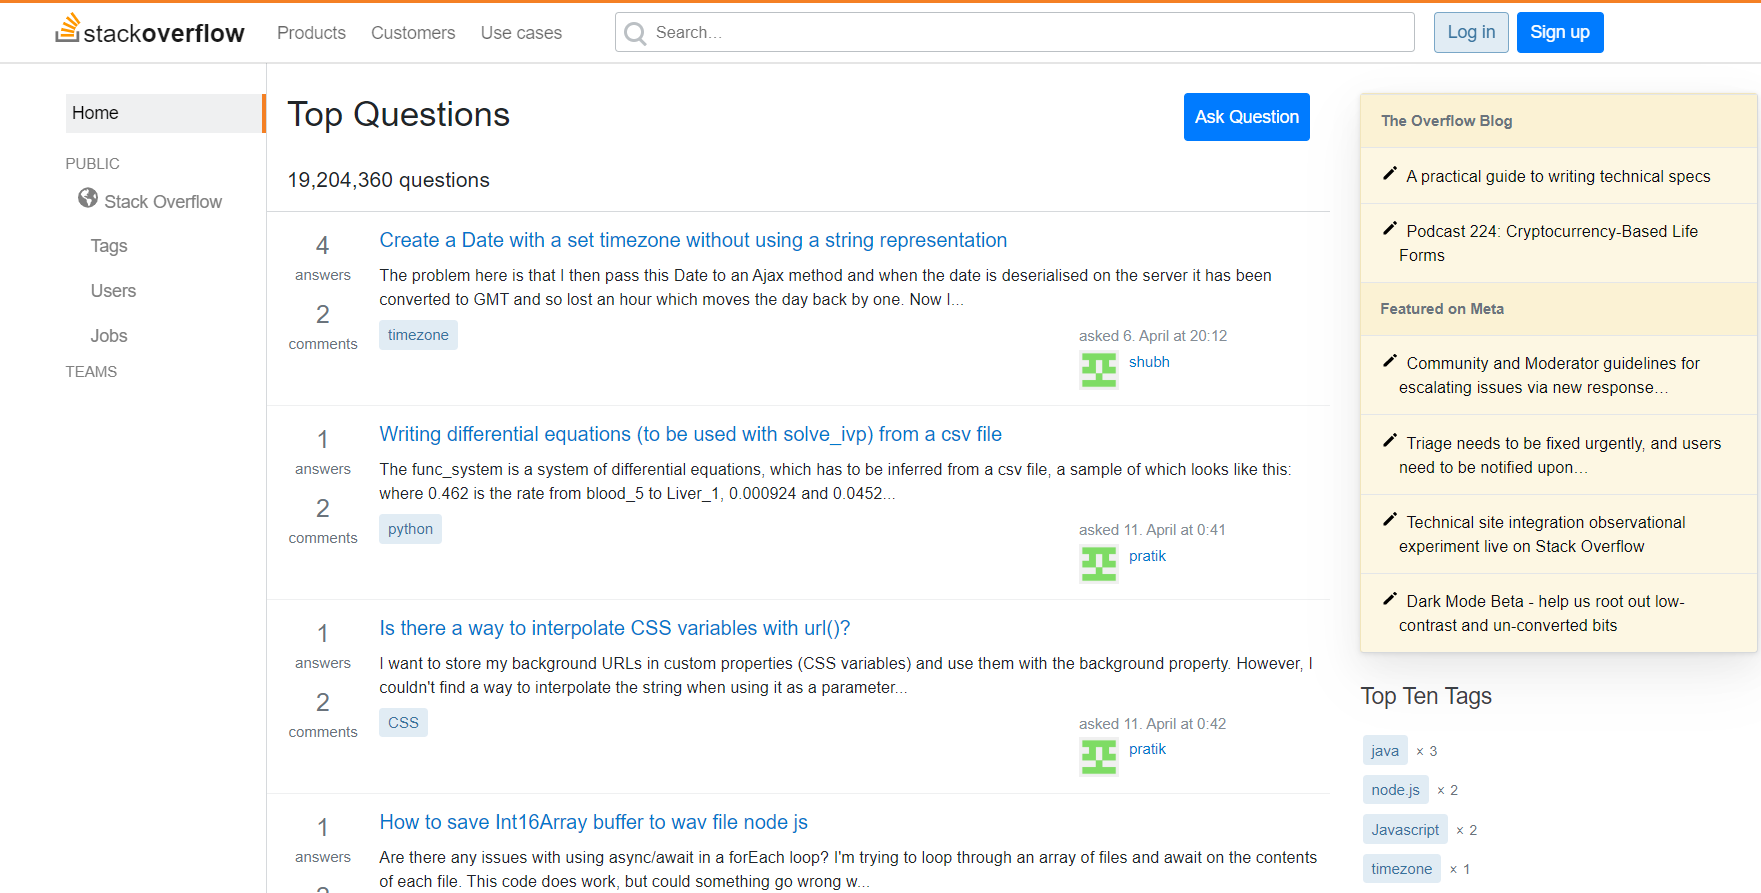 stackoverflow Products Customers Use cases Search... Log in Sign up
Home
PUBLIC
Stack Overflow
Tags
Users
Jobs
TEAMS
Top Questions
Ask Question
19,204,360 questions
4
answers
2
comments
Create a Date with a set timezone without using a string representation
The problem here is that I then pass this Date to an Ajax method and when the date is deserialised on the server it has been
converted to GMT and so lost an hour which moves the day back by one. Now I...
timezone
asked 6. April at 20:12
shubh
1
answers
2
comments
Writing differential equations (to be used with solve_ivp) from a csv file
The func_system is a system of differential equations, which has to be inferred from a csv file, a sample of which looks like this:
where 0.462 is the rate from blood_5 to Liver_1, 0.000924 and 0.0452...
python
asked 11. April at 0:41
pratik
1
answers
2
comments
Is there a way to interpolate CSS variables with url()?
I want to store my background URLs in custom properties (CSS variables) and use them with the background property. However, I
couldn't find a way to interpolate the string when using it as a parameter...
CSS
asked 11. April at 0:42
pratik
1
answers
How to save Int16Array buffer to wav file node js
Are there any issues with using async/await in a forEach loop? I'm trying to loop through an array of files and await on the contents
of each file. This code does work, but could something go wrong w...
The Overflow Blog
A practical guide to writing technical specs
Podcast 224: Cryptocurrency-Based Life
Forms
Featured on Meta
Community and Moderator guidelines for
escalating issues via new response...
Triage needs to be fixed urgently, and users
need to be notified upon...
Technical site integration observational
experiment live on Stack Overflow
Dark Mode Beta - help us root out low-
contrast and un-converted bits
Top Ten Tags
java × 3
node.js × 2
Javascript × 2
timezone × 1